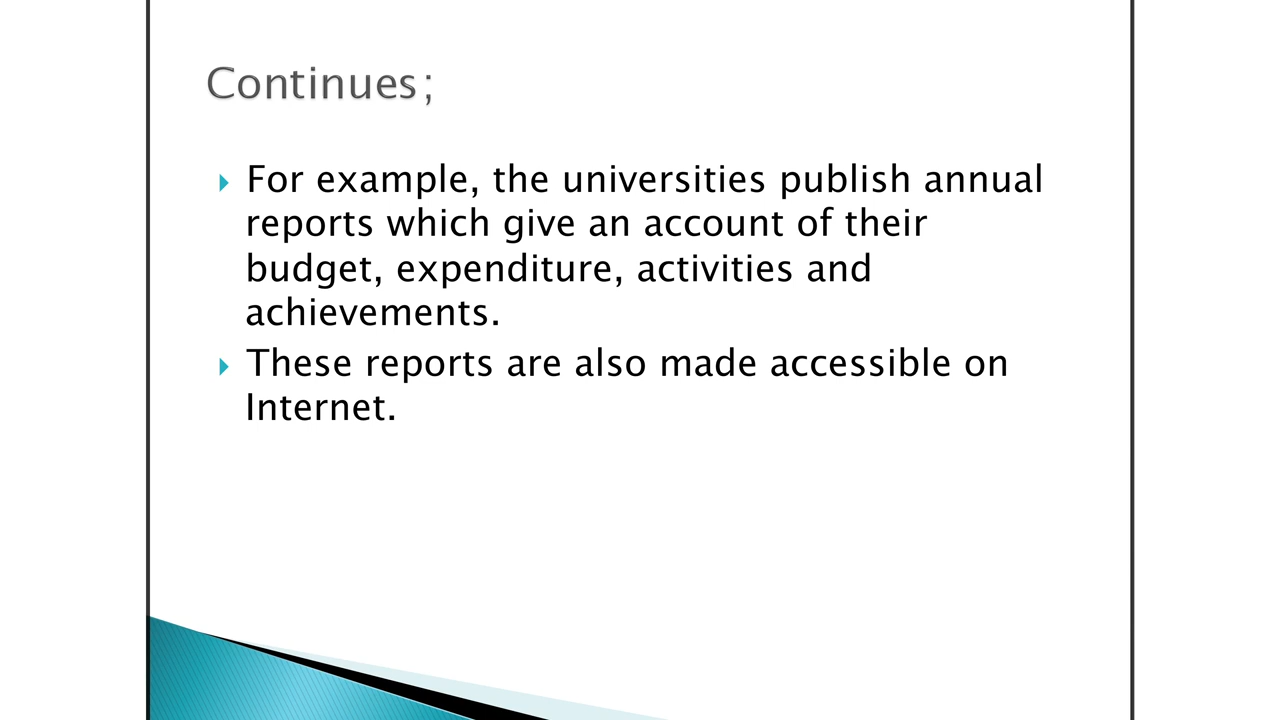 Continues;
For example, the universities publish annual
reports which give an account of their
budget, expenditure, activities and
achievements.
These reports are also made accessible on
Internet.